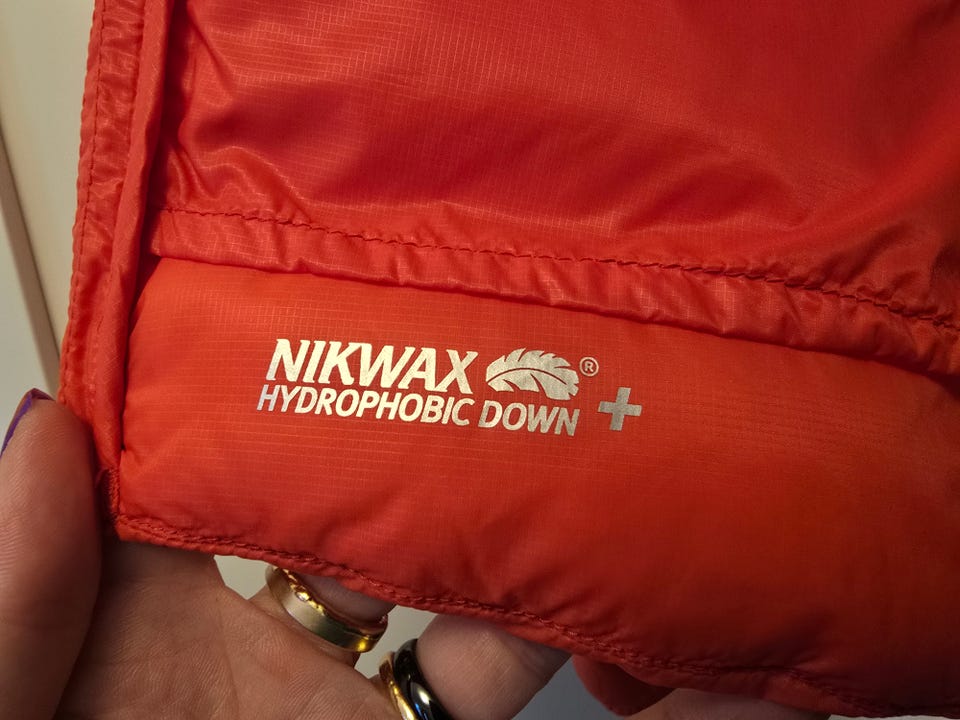 NIKWAX ®
HYDROPHOBIC DOWN +